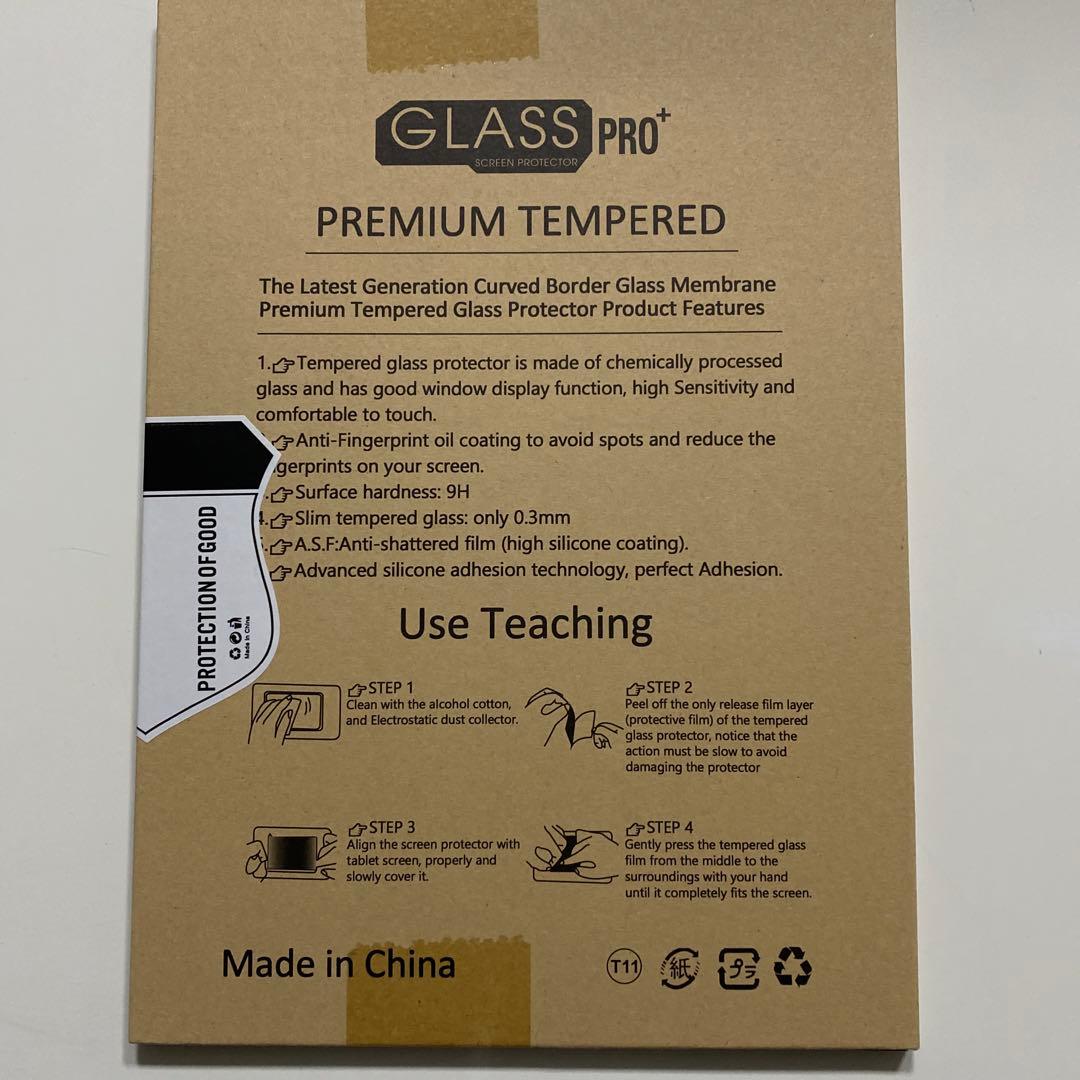 GLASS PRO+
SCREEN PROTECTOR
PREMIUM TEMPERED
The Latest Generation Curved Border Glass Membrane
Premium Tempered Glass Protector Product Features
1.Tempered glass protector is made of chemically processed
glass and has good window display function, high Sensitivity and
comfortable to touch.
Anti-Fingerprint oil coating to avoid spots and reduce the
gerprints on your screen.
.Surface hardness: 9H
4.Slim tempered glass: only 0.3mm
.A.S.F:Anti-shattered film (high silicone coating).
Advanced silicone adhesion technology, perfect Adhesion.
PROTECTION OF GOOD
Made in China
Use Teaching
STEP 1
Clean with the alcohol cotton,
and Electrostatic dust collector.
STEP 2
Peel off the only release film layer
(protective film) of the tempered
glass protector, notice that the
action must be slow to avoid
damaging the protector
STEP 3
Align the screen protector with
tablet screen, properly and
slowly cover it.
STEP 4
Gently press the tempered glass
film from the middle to the
surroundings with your hand
until it completely fits the screen.
Made in China
T11 紙 プラ